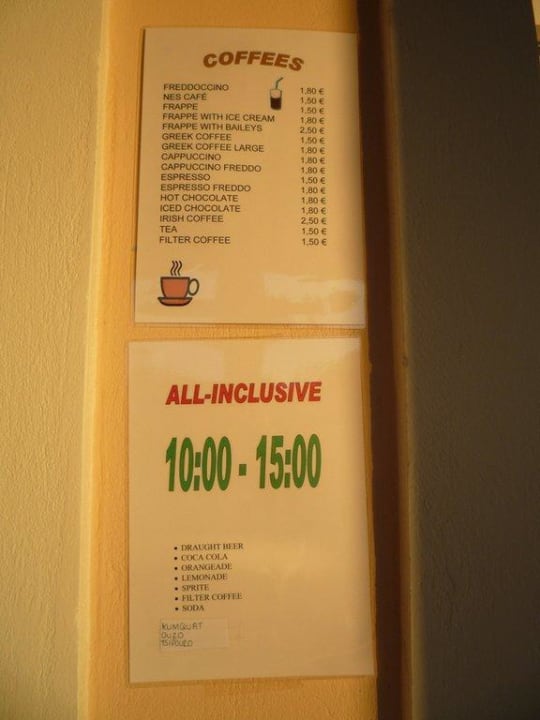 COFFEES
FREDDOCCINO 1,80 €
NES CAFÉ 1,50 €
FRAPPE 1,50 €
FRAPPE WITH ICE CREAM 1,80 €
FRAPPE WITH BAILEYS 2,50 €
GREEK COFFEE 1,50 €
GREEK COFFEE LARGE 1,80 €
CAPPUCCINO 1,80 €
CAPPUCCINO FREDDO 1,80 €
ESPRESSO 1,50 €
ESPRESSO FREDDO 1,80 €
HOT CHOCOLATE 1,80 €
ICED CHOCOLATE 1,80 €
IRISH COFFEE 2,50 €
TEA 1,50 €
FILTER COFFEE 1,50 €
ALL-INCLUSIVE
10:00 - 15:00
• DRAUGHT BEER
• COCA COLA
• ORANGEADE
• LEMONADE
• SPRITE
• FILTER COFFEE
• SODA
KUMQUAT
OUZO